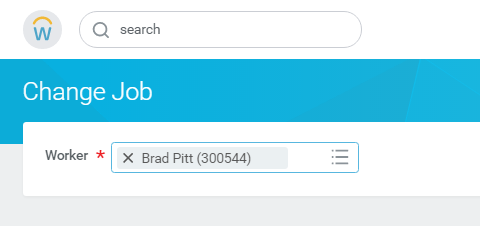 w
search
Change Job
Worker *
× Brad Pitt (300544)